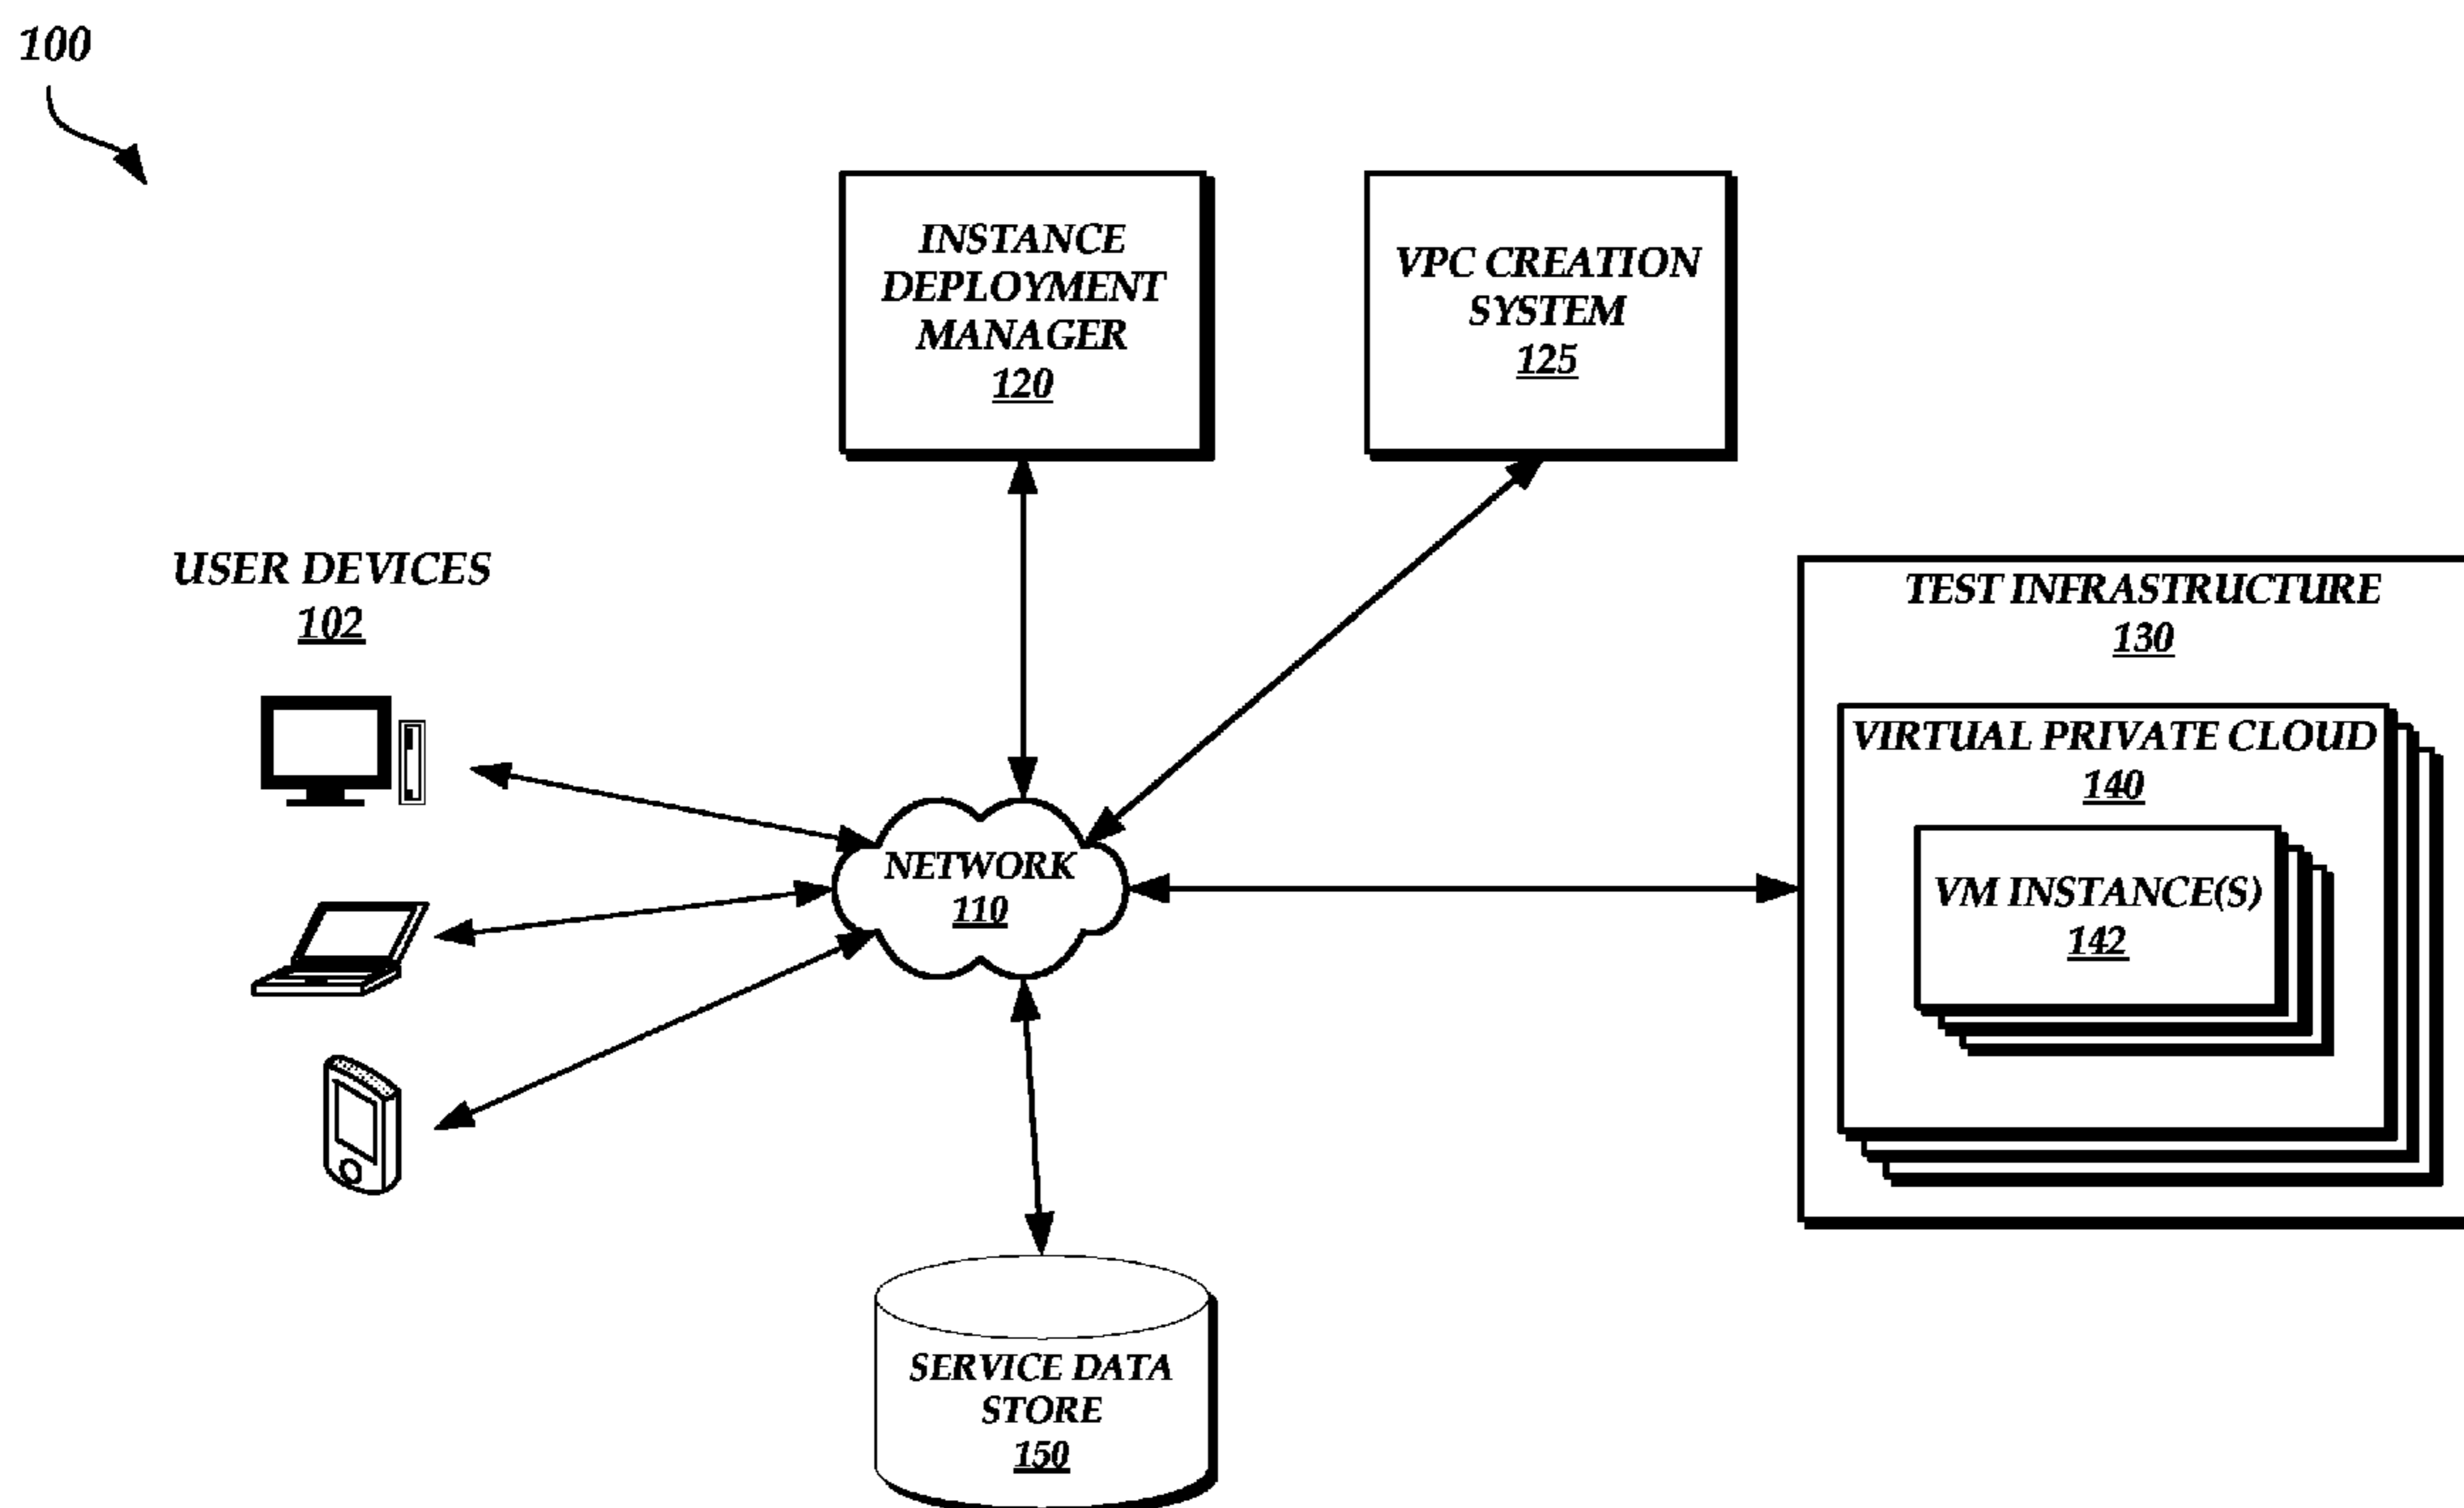 100
INSTANCE
DEPLOYMENT
MANAGER
120
VPC CREATION
SYSTEM
125
USER DEVICES
102
TEST INFRASTRUCTURE
130
VIRTUAL PRIVATE CLOUD
140
VM INSTANCE(S)
142
NETWORK
110
SERVICE DATA
STORE
150